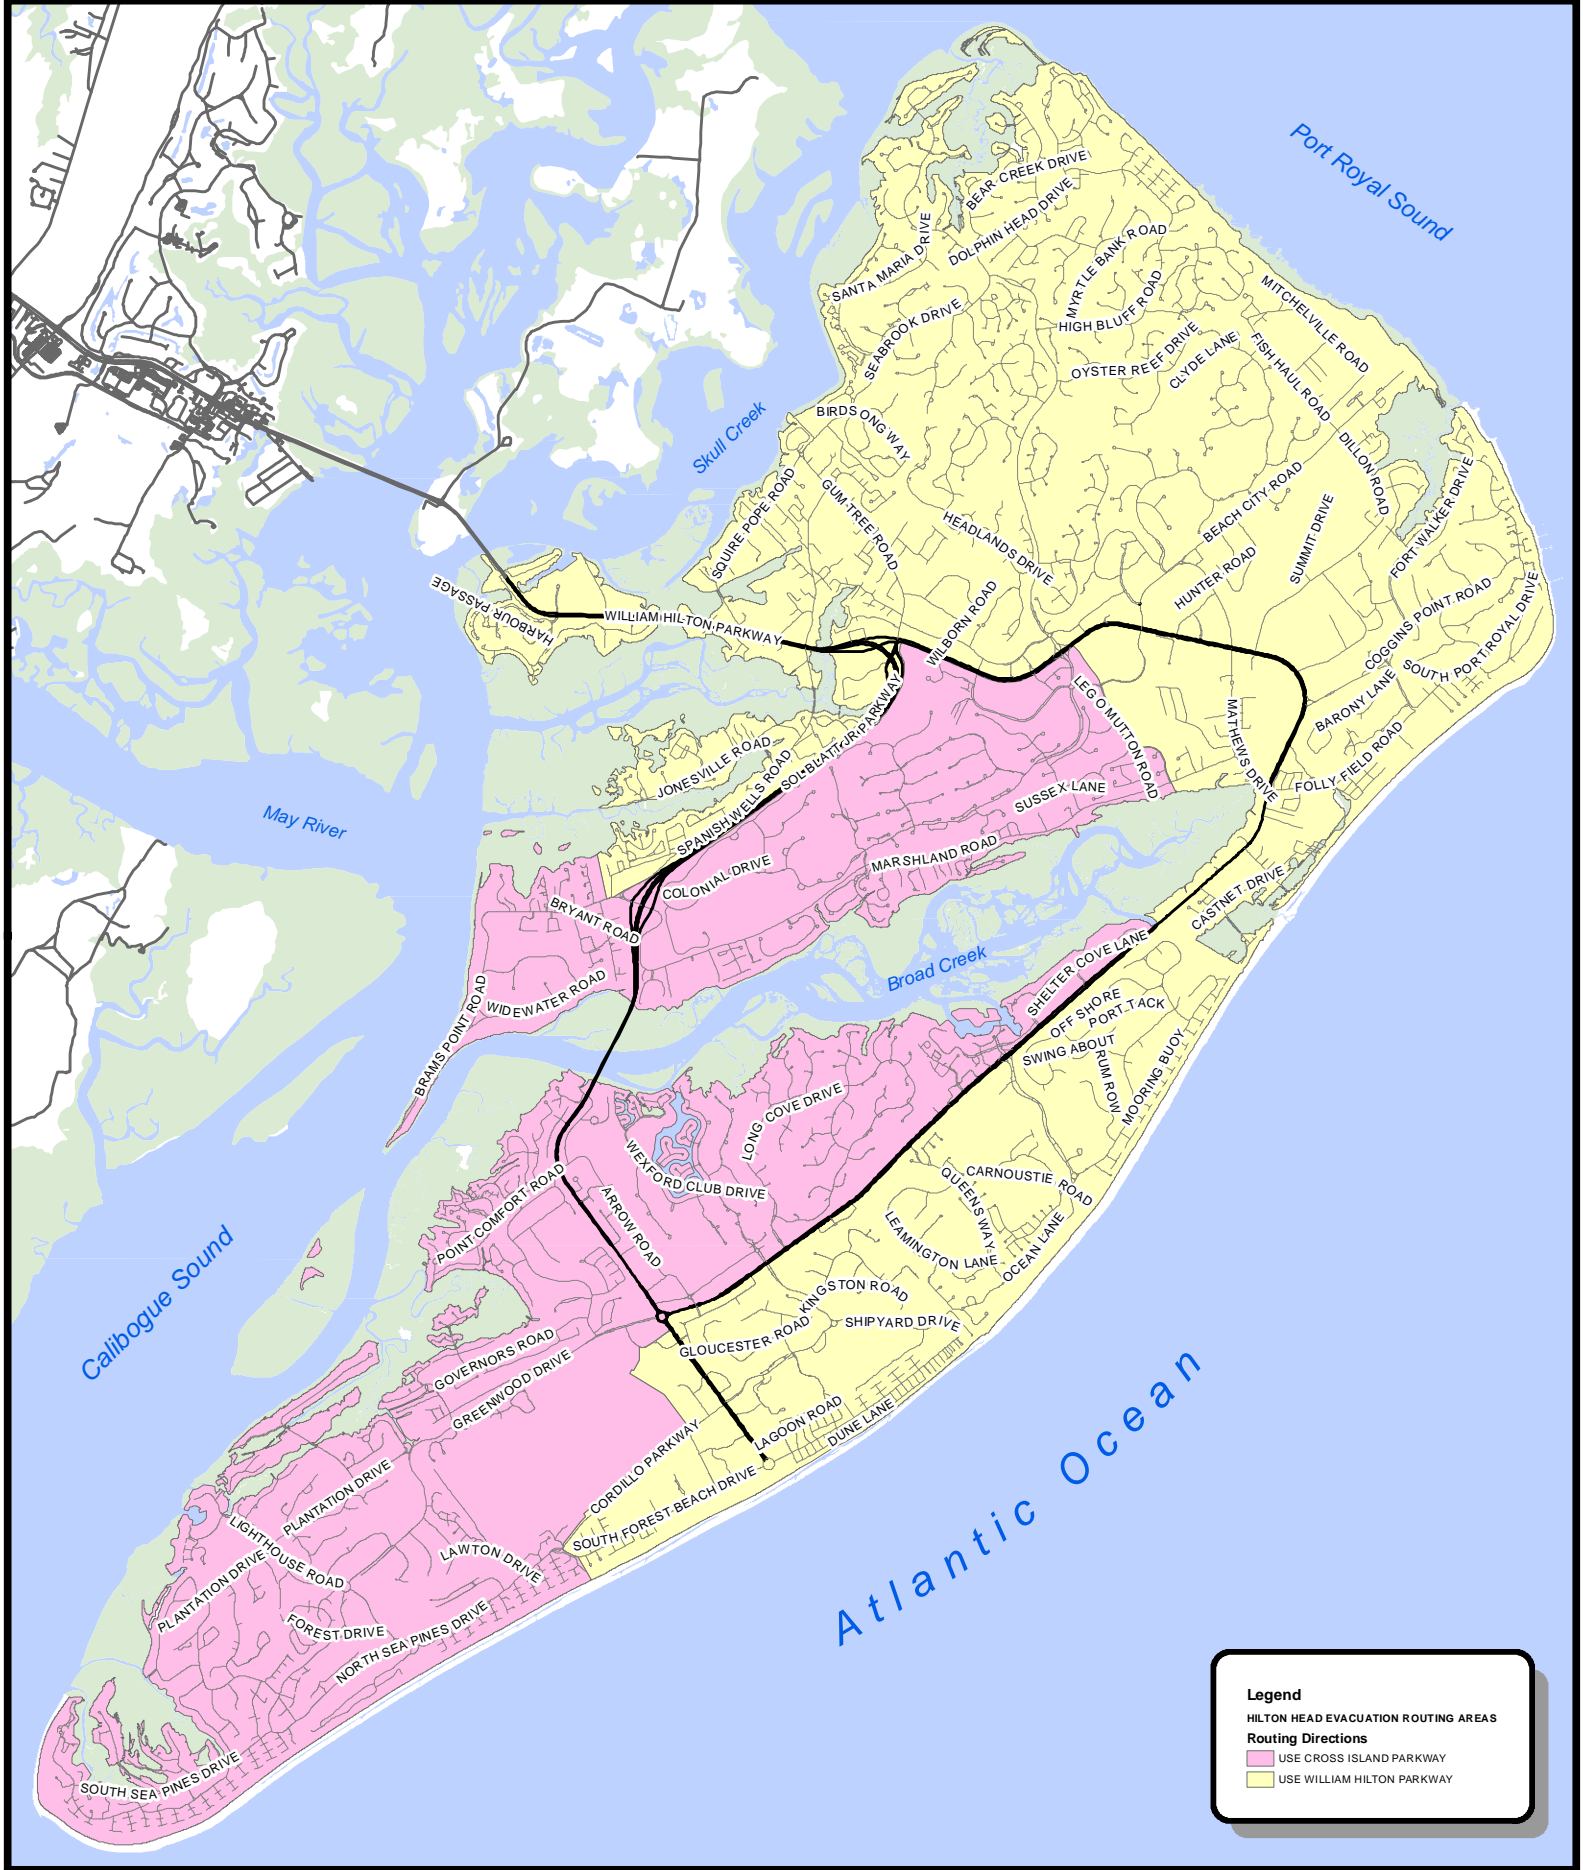 Port Royal Sound
BEAR CREEK DRIVE
DOLPHIN HEAD DRIVE
SANTA MARIA DRIVE
MYRTLE BANK ROAD
HIGH BLUFF ROAD
MITCHELVILLE ROAD
SEABROOK DRIVE
OYSTER REEF DRIVE
CLYDE LANE
FISH HAUL ROAD
BIRDSONG WAY
Skull Creek
DILLON ROAD
SQUIRE POPE ROAD
GUM TREE ROAD
BEACH CITY ROAD
FORT WALKER DRIVE
HEADLANDS DRIVE
SUMMIT DRIVE
HUNTER ROAD
HARBOUR PASSAGE
WILLIAM HILTON PARKWAY
WILBORN ROAD
COGGINS POINT ROAD
SOUTH PORT ROYAL DRIVE
BARONY LANE
LEG O MUTTON ROAD
MATHEWS DRIVE
FOLLY FIELD ROAD
JONESVILLE ROAD
SOL BLATT JR PARKWAY
SPANISH WELLS ROAD
SUSSEX LANE
May River
MARSHLAND ROAD
COLONIAL DRIVE
CASTNET DRIVE
BRYANT ROAD
Broad Creek
SHELTER COVE LANE
WIDEWATER ROAD
BRAMS POINT ROAD
OFF SHORE
PORT TACK
SWING ABOUT
RUM ROW
MOORING BUOY
LONG COVE DRIVE
WEXFORD CLUB DRIVE
CARNOUSTIE ROAD
QUEENS WAY
POINT COMFORT ROAD
ARROW ROAD
LEAMINGTON LANE
OCEAN LANE
Calibogue Sound
KINGSTON ROAD
SHIPYARD DRIVE
GLOUCESTER ROAD
GOVERNORS ROAD
GREENWOOD DRIVE
LAGOON ROAD
DUNE LANE
CORDILLO PARKWAY
SOUTH FOREST BEACH DRIVE
Atlantic Ocean
PLANTATION DRIVE
LIGHTHOUSE ROAD
PLANTATION DRIVE
LAWTON DRIVE
FOREST DRIVE
NORTH SEA PINES DRIVE
SOUTH SEA PINES DRIVE
Legend
HILTON HEAD EVACUATION ROUTING AREAS
Routing Directions
USE CROSS ISLAND PARKWAY
USE WILLIAM HILTON PARKWAY